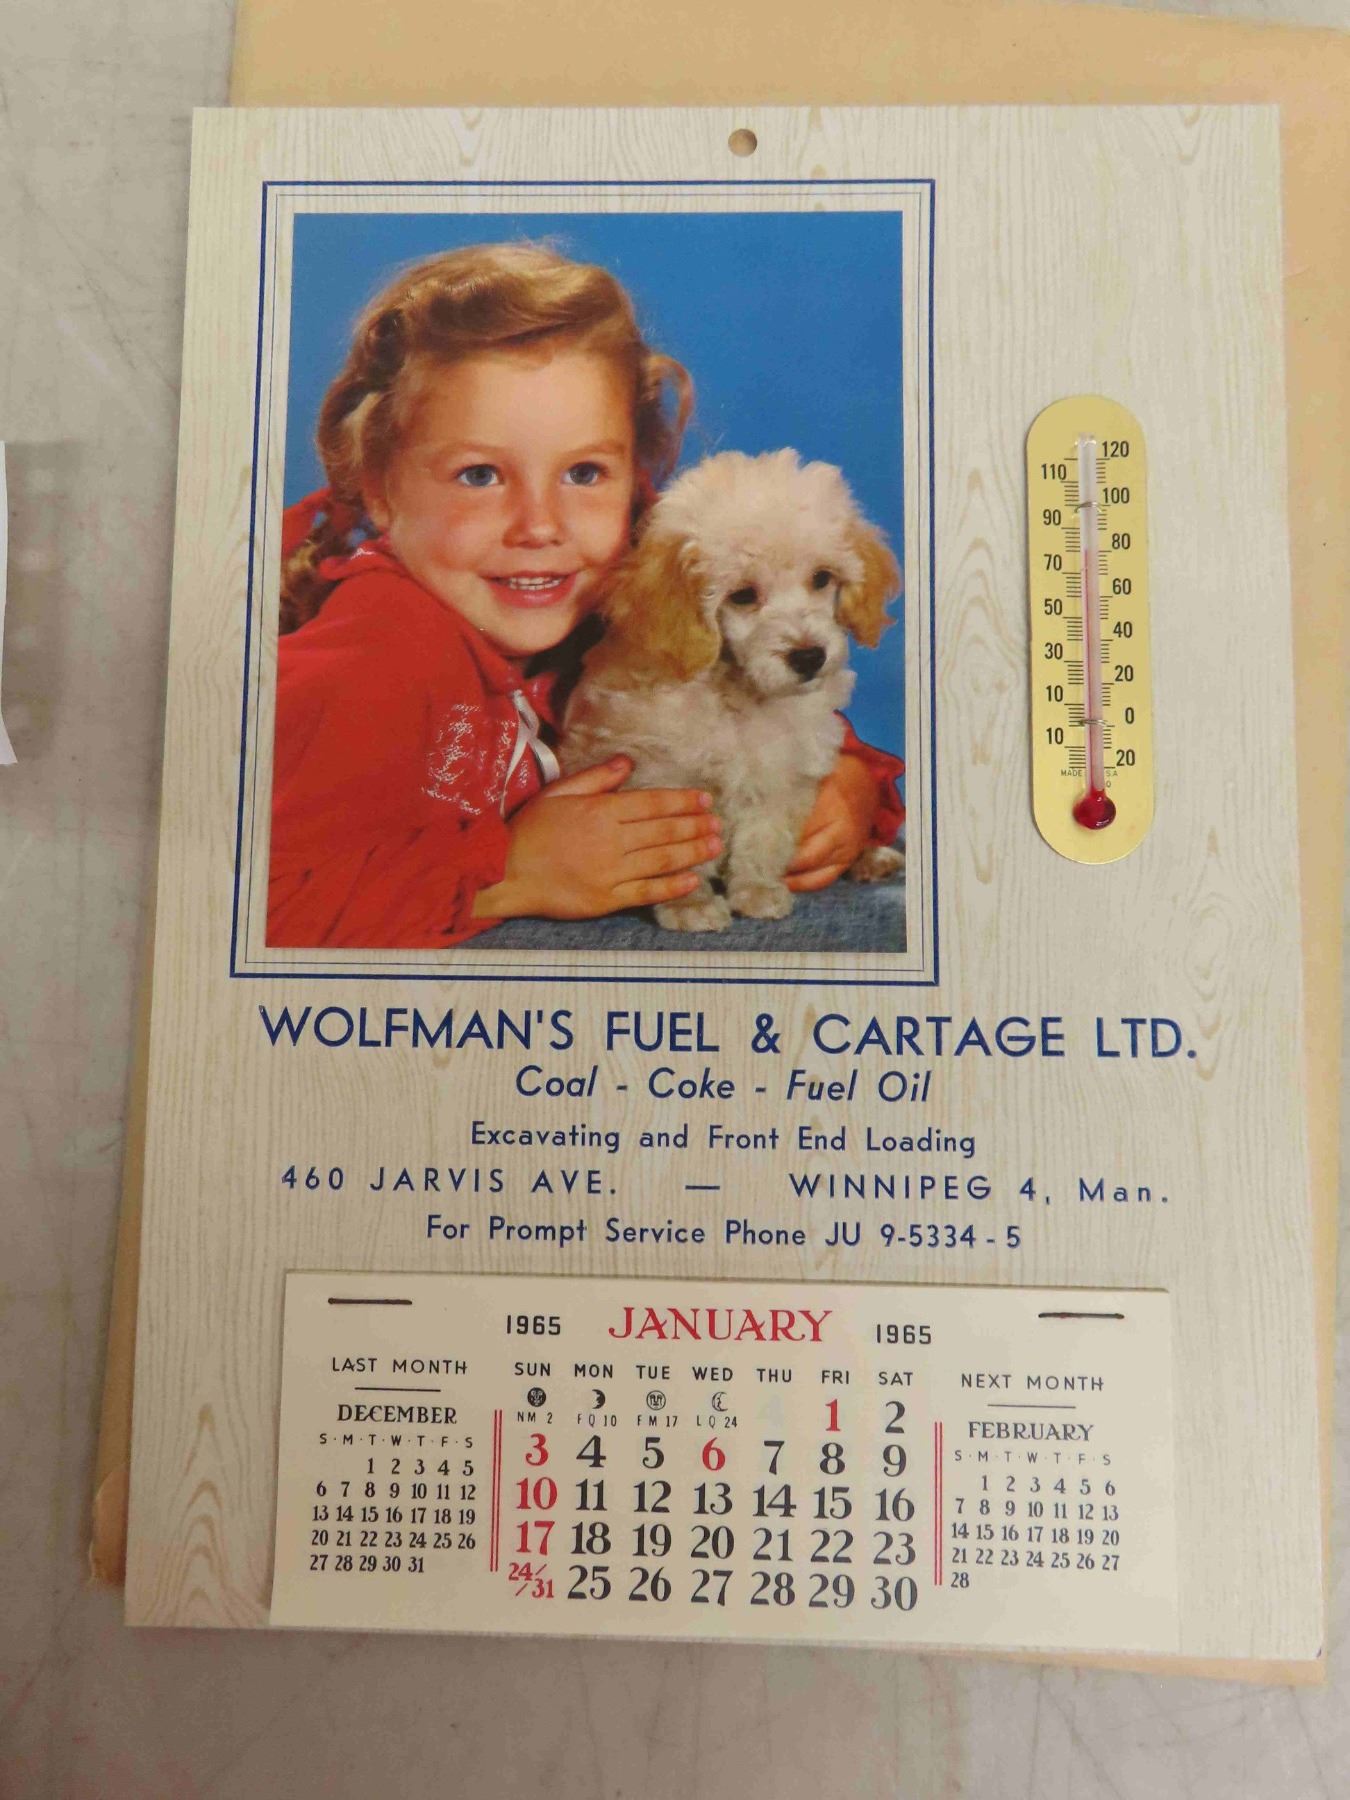 120
110
100
90
80
70
60
50
40
30
20
10
0
10
20
MADE S.A
WOLFMAN'S FUEL & CARTAGE LTD.
Coal - Coke - Fuel Oil
Excavating and Front End Loading
460 JARVIS AVE. — WINNIPEG 4, Man.
For Prompt Service Phone JU 9-5334 - 5
1965 JANUARY 1965
LAST MONTH
DECEMBER
S · M · T · W · T · F · S
1 2 3 4 5
6 7 8 9 10 11 12
13 14 15 16 17 18 19
20 21 22 23 24 25 26
27 28 29 30 31
SUN MON TUE WED THU FRI SAT
NM 2 FQ 10 FM 17 LQ 24 1 2
3 4 5 6 7 8 9
10 11 12 13 14 15 16
17 18 19 20 21 22 23
24/31 25 26 27 28 29 30
NEXT MONTH
FEBRUARY
S · M · T · W · T · F · S
1 2 3 4 5 6
7 8 9 10 11 12 13
14 15 16 17 18 19 20
21 22 23 24 25 26 27
28